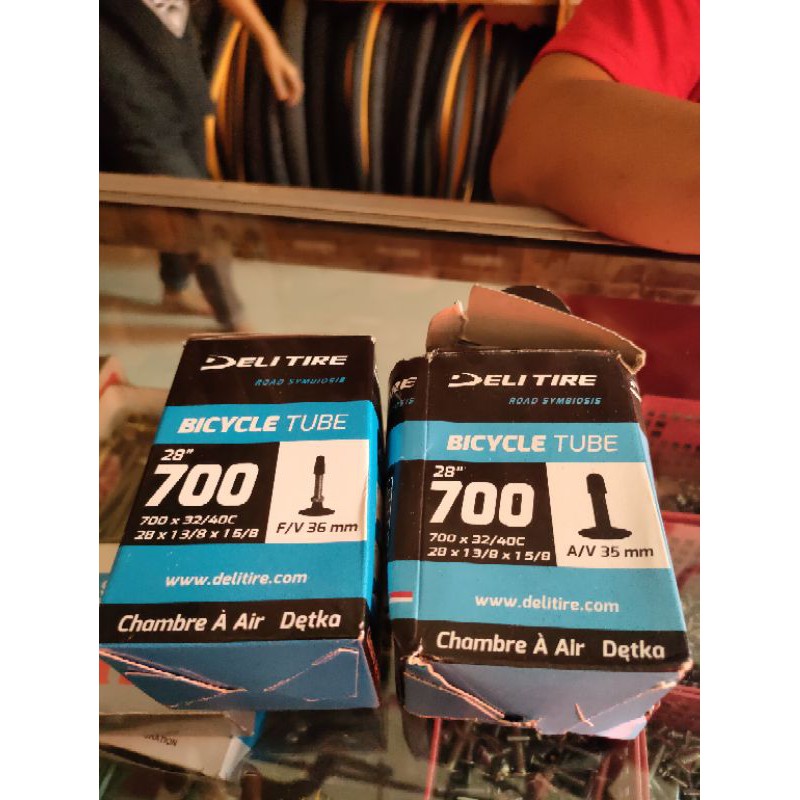 DELI TIRE
ROAD SYMBIOSIS
BICYCLE TUBE
28"
700
700 x 32/40C
28 x 1 3/8 x 1 5/8
F/V 36 mm
www.delitire.com
Chambre À Air Dętka
DELI TIRE
ROAD SYMBIOSIS
BICYCLE TUBE
28"
700
700 x 32/40C
28 x 1 3/8 x 1 5/8
A/V 35 mm
www.delitire.com
Chambre À Air Dętka